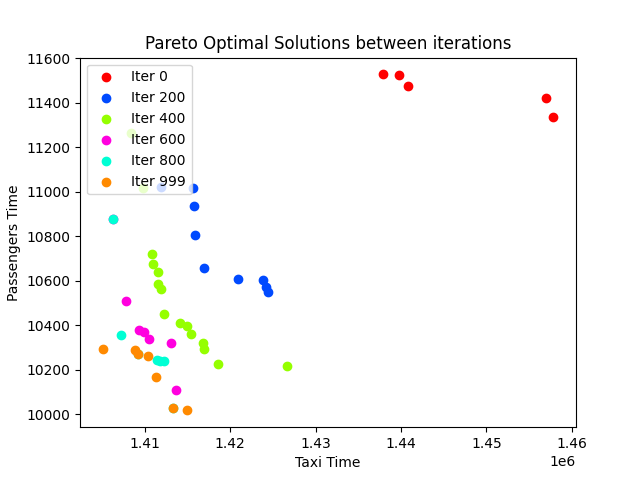 Pareto Optimal Solutions between iterations
11600
11400
11200
11000
10800
10600
10400
10200
10000
Passengers Time
Iter 0
Iter 200
Iter 400
Iter 600
Iter 800
Iter 999
1.41 1.42 1.43 1.44 1.45 1.46
Taxi Time
1e6